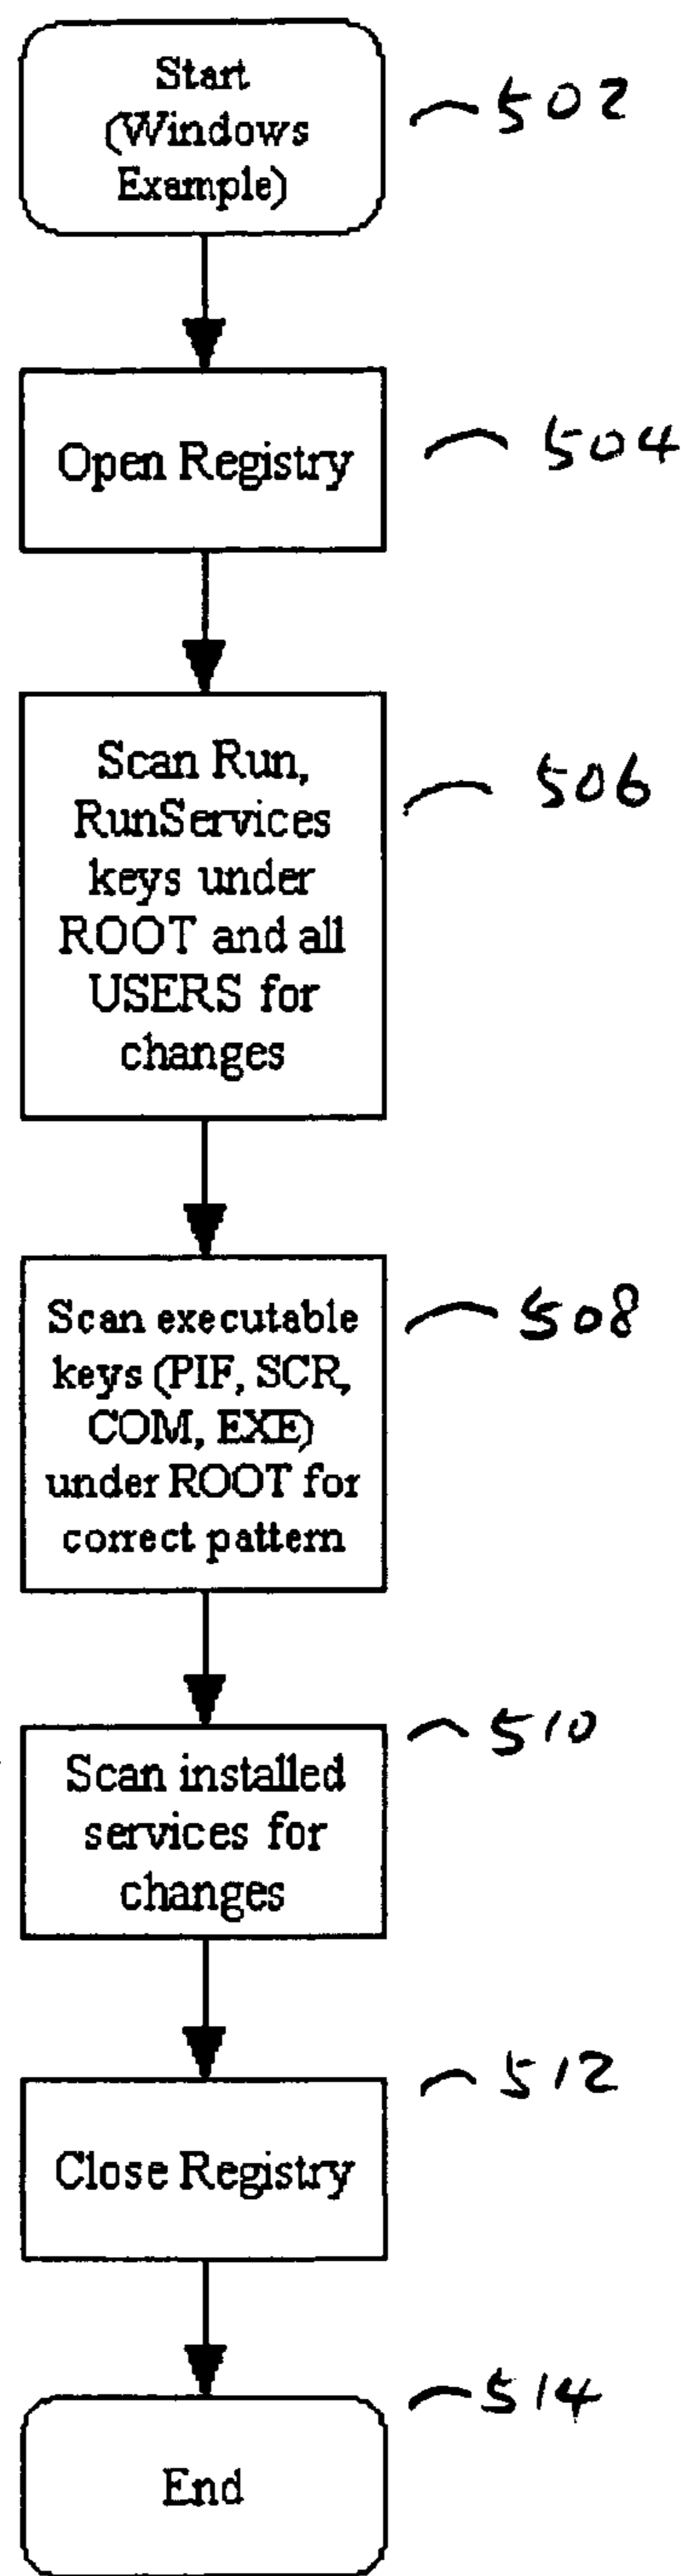 Start
(Windows
Example)
502
Open Registry
504
Scan Run,
RunServices
keys under
ROOT and all
USERS for
changes
506
Scan executable
keys (PIF, SCR,
COM, EXE)
under ROOT for
correct pattern
508
Scan installed
services for
changes
510
Close Registry
512
End
514